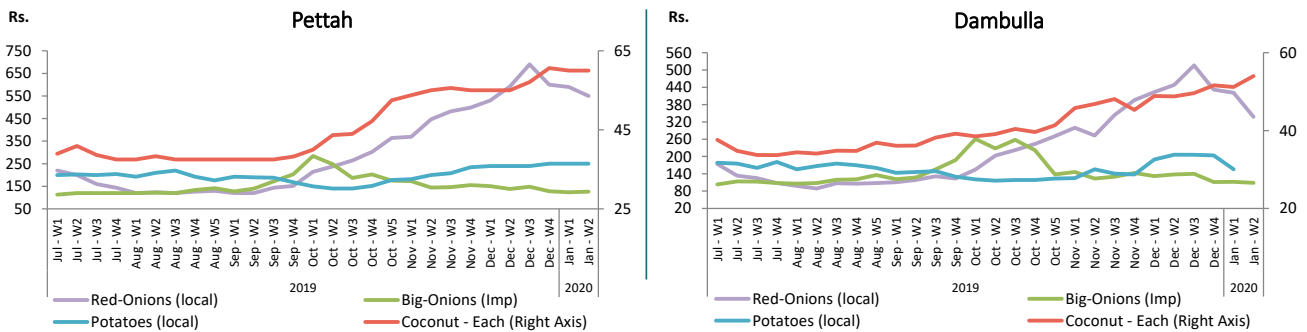 Rs.
Pettah
750
650
550
450
350
250
150
50
65
45
25
Jul - W1
Jul - W2
Jul - W3
Jul - W4
Aug - W1
Aug - W2
Aug - W3
Aug - W4
Aug - W5
Sep - W1
Sep - W2
Sep - W3
Sep - W4
Oct - W1
Oct - W2
Oct - W3
Oct - W4
Oct - W5
Nov - W1
Nov - W2
Nov - W3
Nov - W4
Dec - W1
Dec - W2
Dec - W3
Dec - W4
Jan - W1
Jan - W2
2019
2020
Red-Onions (local)
Big-Onions (Imp)
Potatoes (local)
Coconut - Each (Right Axis)
Rs.
Dambulla
560
500
440
380
320
260
200
140
80
20
60
40
20
Jul - W1
Jul - W2
Jul - W3
Jul - W4
Aug - W1
Aug - W2
Aug - W3
Aug - W4
Aug - W5
Sep - W1
Sep - W2
Sep - W3
Sep - W4
Oct - W1
Oct - W2
Oct - W3
Oct - W4
Oct - W5
Nov - W1
Nov - W2
Nov - W3
Nov - W4
Dec - W1
Dec - W2
Dec - W3
Dec - W4
Jan - W1
Jan - W2
2019
2020
Red-Onions (local)
Big-Onions (Imp)
Potatoes (local)
Coconut - Each (Right Axis)